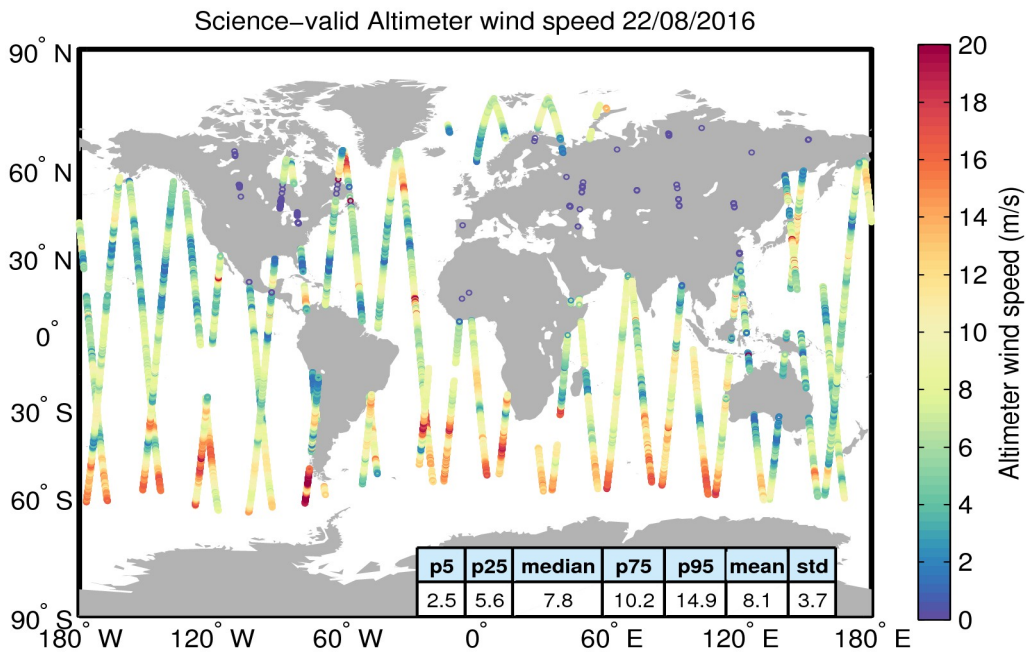 Science−valid Altimeter wind speed 22/08/2016
90° N
60° N
30° N
0°
30° S
60° S
90° S
180° W
120° W
60° W
0°
60° E
120° E
180° E
p5 p25 median p75 p95 mean std
2.5 5.6 7.8 10.2 14.9 8.1 3.7
20
18
16
14
12
10
8
6
4
2
0
Altimeter wind speed (m/s)